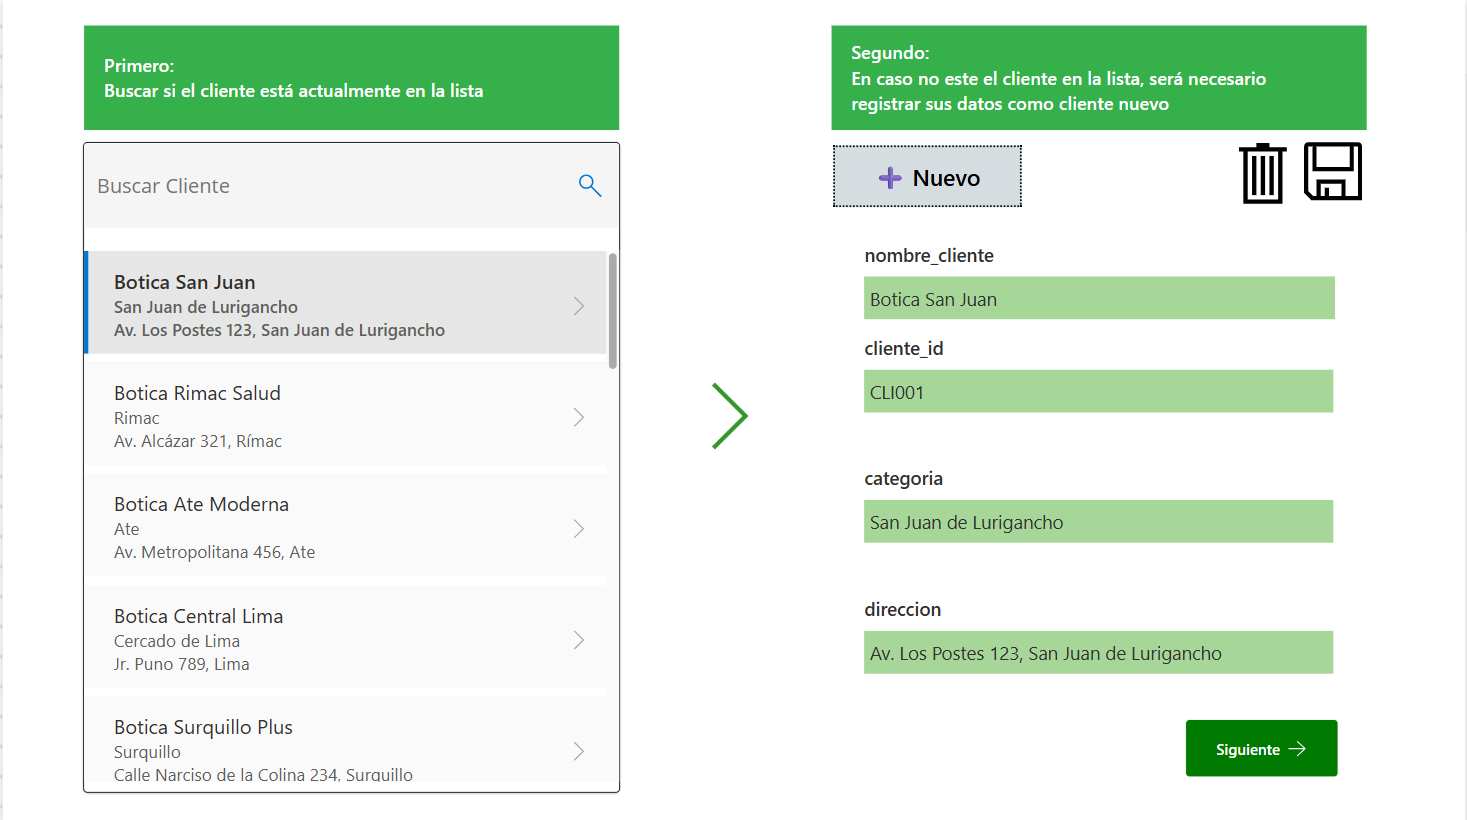 Primero:
Buscar si el cliente está actualmente en la lista
Buscar Cliente
Botica San Juan
San Juan de Lurigancho
Av. Los Postes 123, San Juan de Lurigancho
Botica Rimac Salud
Rimac
Av. Alcázar 321, Rímac
Botica Ate Moderna
Ate
Av. Metropolitana 456, Ate
Botica Central Lima
Cercado de Lima
Jr. Puno 789, Lima
Botica Surquillo Plus
Surquillo
Calle Narciso de la Colina 234, Surquillo
Segundo:
En caso no este el cliente en la lista, será necesario
registrar sus datos como cliente nuevo
Nuevo
nombre_cliente
Botica San Juan
cliente_id
CLI001
categoria
San Juan de Lurigancho
direccion
Av. Los Postes 123, San Juan de Lurigancho
Siguiente